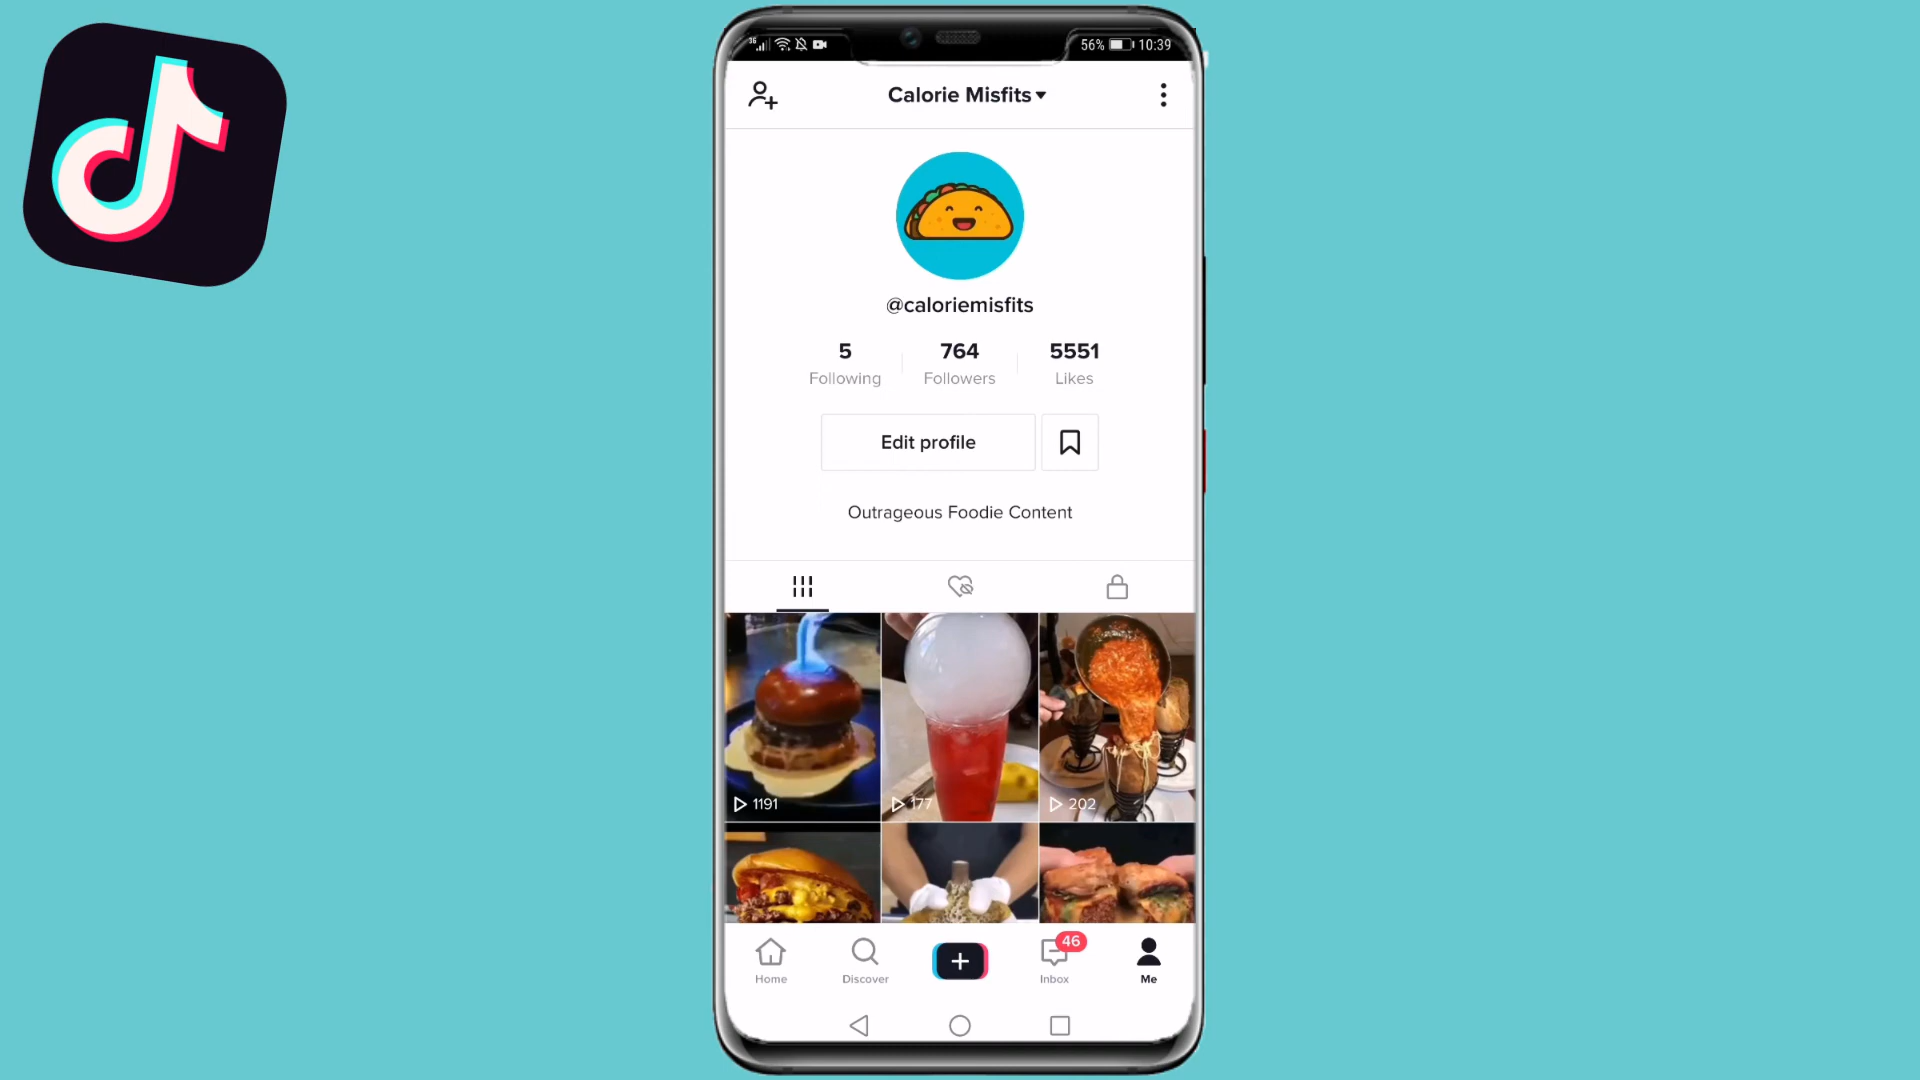 3G
56% 10:39
Calorie Misfits
@caloriemisfits
5 764 5551
Following Followers Likes
Edit profile
Outrageous Foodie Content
1191 177 202
46
Home Discover Inbox Me